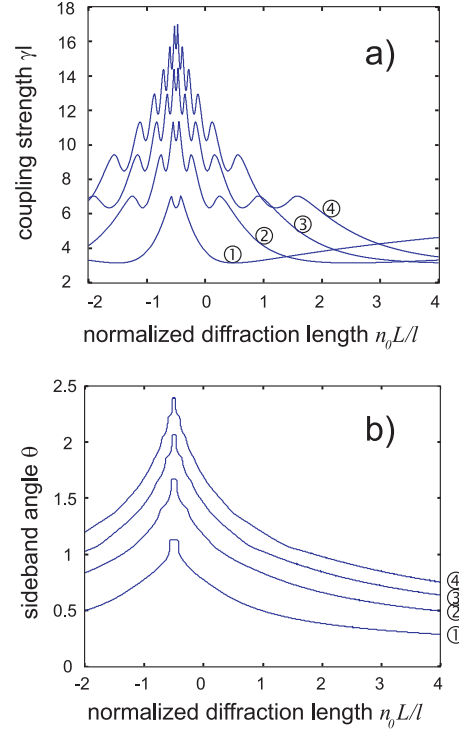 18
16
14
12
10
8
6
4
2
coupling strength γl
a)
①
②
③
④
-2 -1 0 1 2 3 4
normalized diffraction length n₀L/l
2.5
2
1.5
1
0.5
0
sideband angle θ
b)
④
③
②
①
-2 -1 0 1 2 3 4
normalized diffraction length n₀L/l